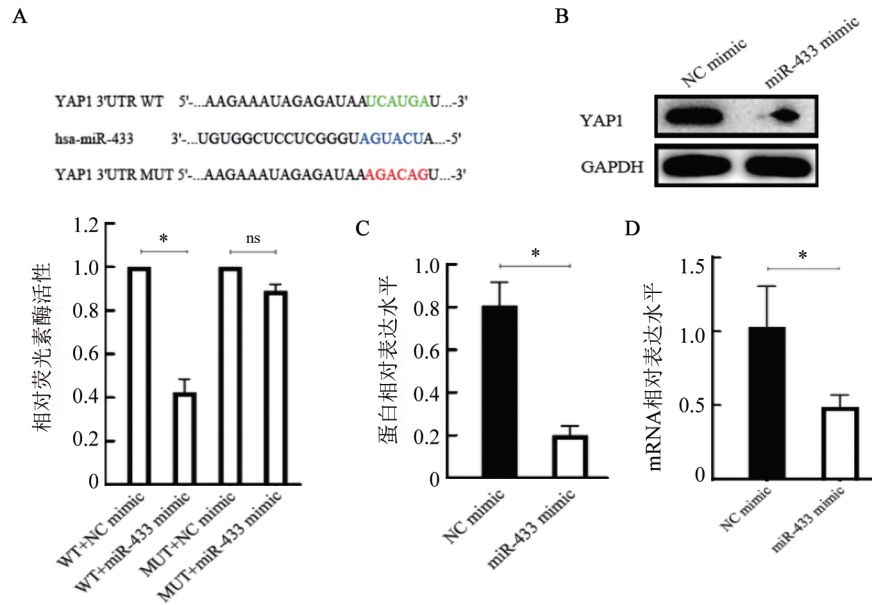 A
YAP1 3'UTR WT 5'-...AAGAAAUAGAGAUAAUCAUGAU...-3'
hsa-miR-433 3'-UGUGGCUCCUCGGGUAGUACUA...-5'
YAP1 3'UTR MUT 5'-...AAGAAAUAGAGAUAAAGACAGU...-3'
相对荧光素酶活性
1.2
1.0
0.8
0.6
0.4
0.2
0
*
ns
WT+NC mimic
WT+miR-433 mimic
MUT+NC mimic
MUT+miR-433 mimic
B
NC mimic
miR-433 mimic
YAP1
GAPDH
C
蛋白相对表达水平
1.0
0.8
0.6
0.4
0.2
0
*
NC mimic
miR-433 mimic
D
mRNA相对表达水平
1.5
1.0
0.5
0
*
NC mimic
miR-433 mimic